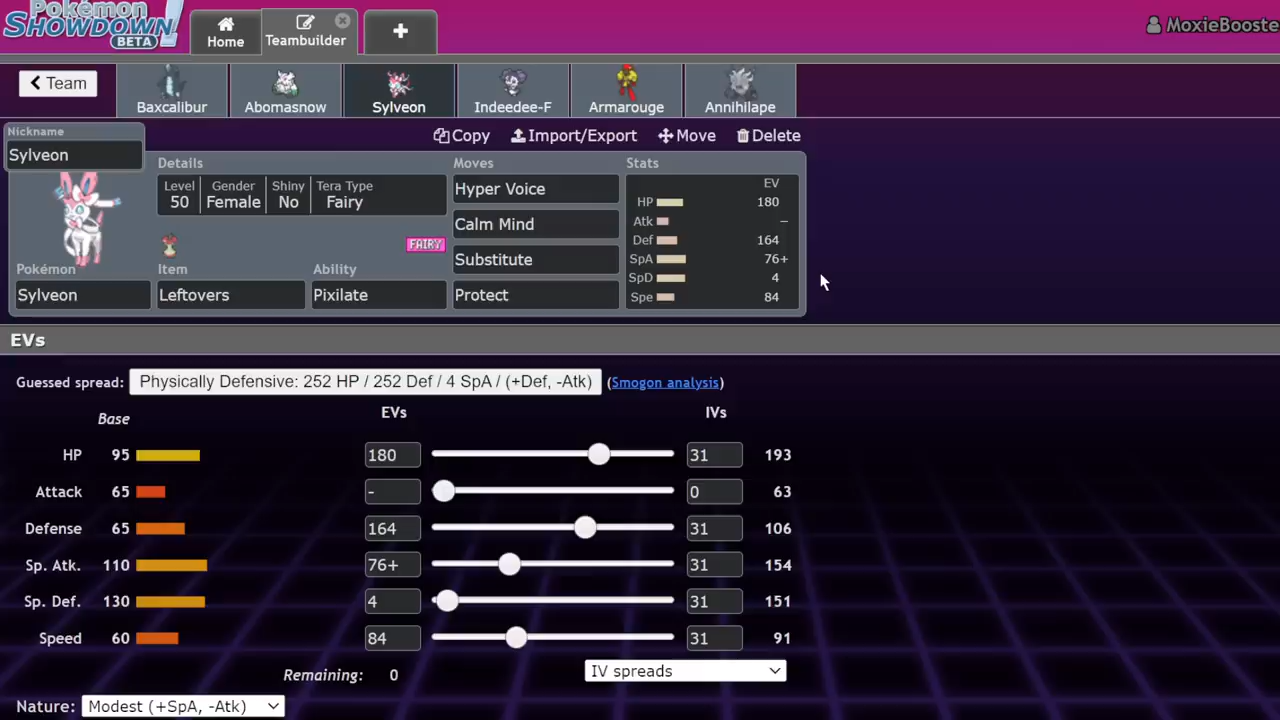 Pokémon
SHOWDOWN!
BETA
Home
Teambuilder
+
MoxieBooste
Team
Baxcalibur
Abomasnow
Sylveon
Indeedee-F
Armarouge
Annihilape
Nickname
Sylveon
Copy
Import/Export
Move
Delete
Details
Level Gender Shiny Tera Type
50 Female No Fairy
FAIRY
Pokémon
Sylveon
Item
Leftovers
Ability
Pixilate
Moves
Hyper Voice
Calm Mind
Substitute
Protect
Stats
EV
HP 180
Atk –
Def 164
SpA 76+
SpD 4
Spe 84
EVs
Guessed spread: Physically Defensive: 252 HP / 252 Def / 4 SpA / (+Def, -Atk) (Smogon analysis)
Base EVs IVs
HP 95 180 31 193
Attack 65 - 0 63
Defense 65 164 31 106
Sp. Atk. 110 76+ 31 154
Sp. Def. 130 4 31 151
Speed 60 84 31 91
Remaining: 0
IV spreads
Nature: Modest (+SpA, -Atk)